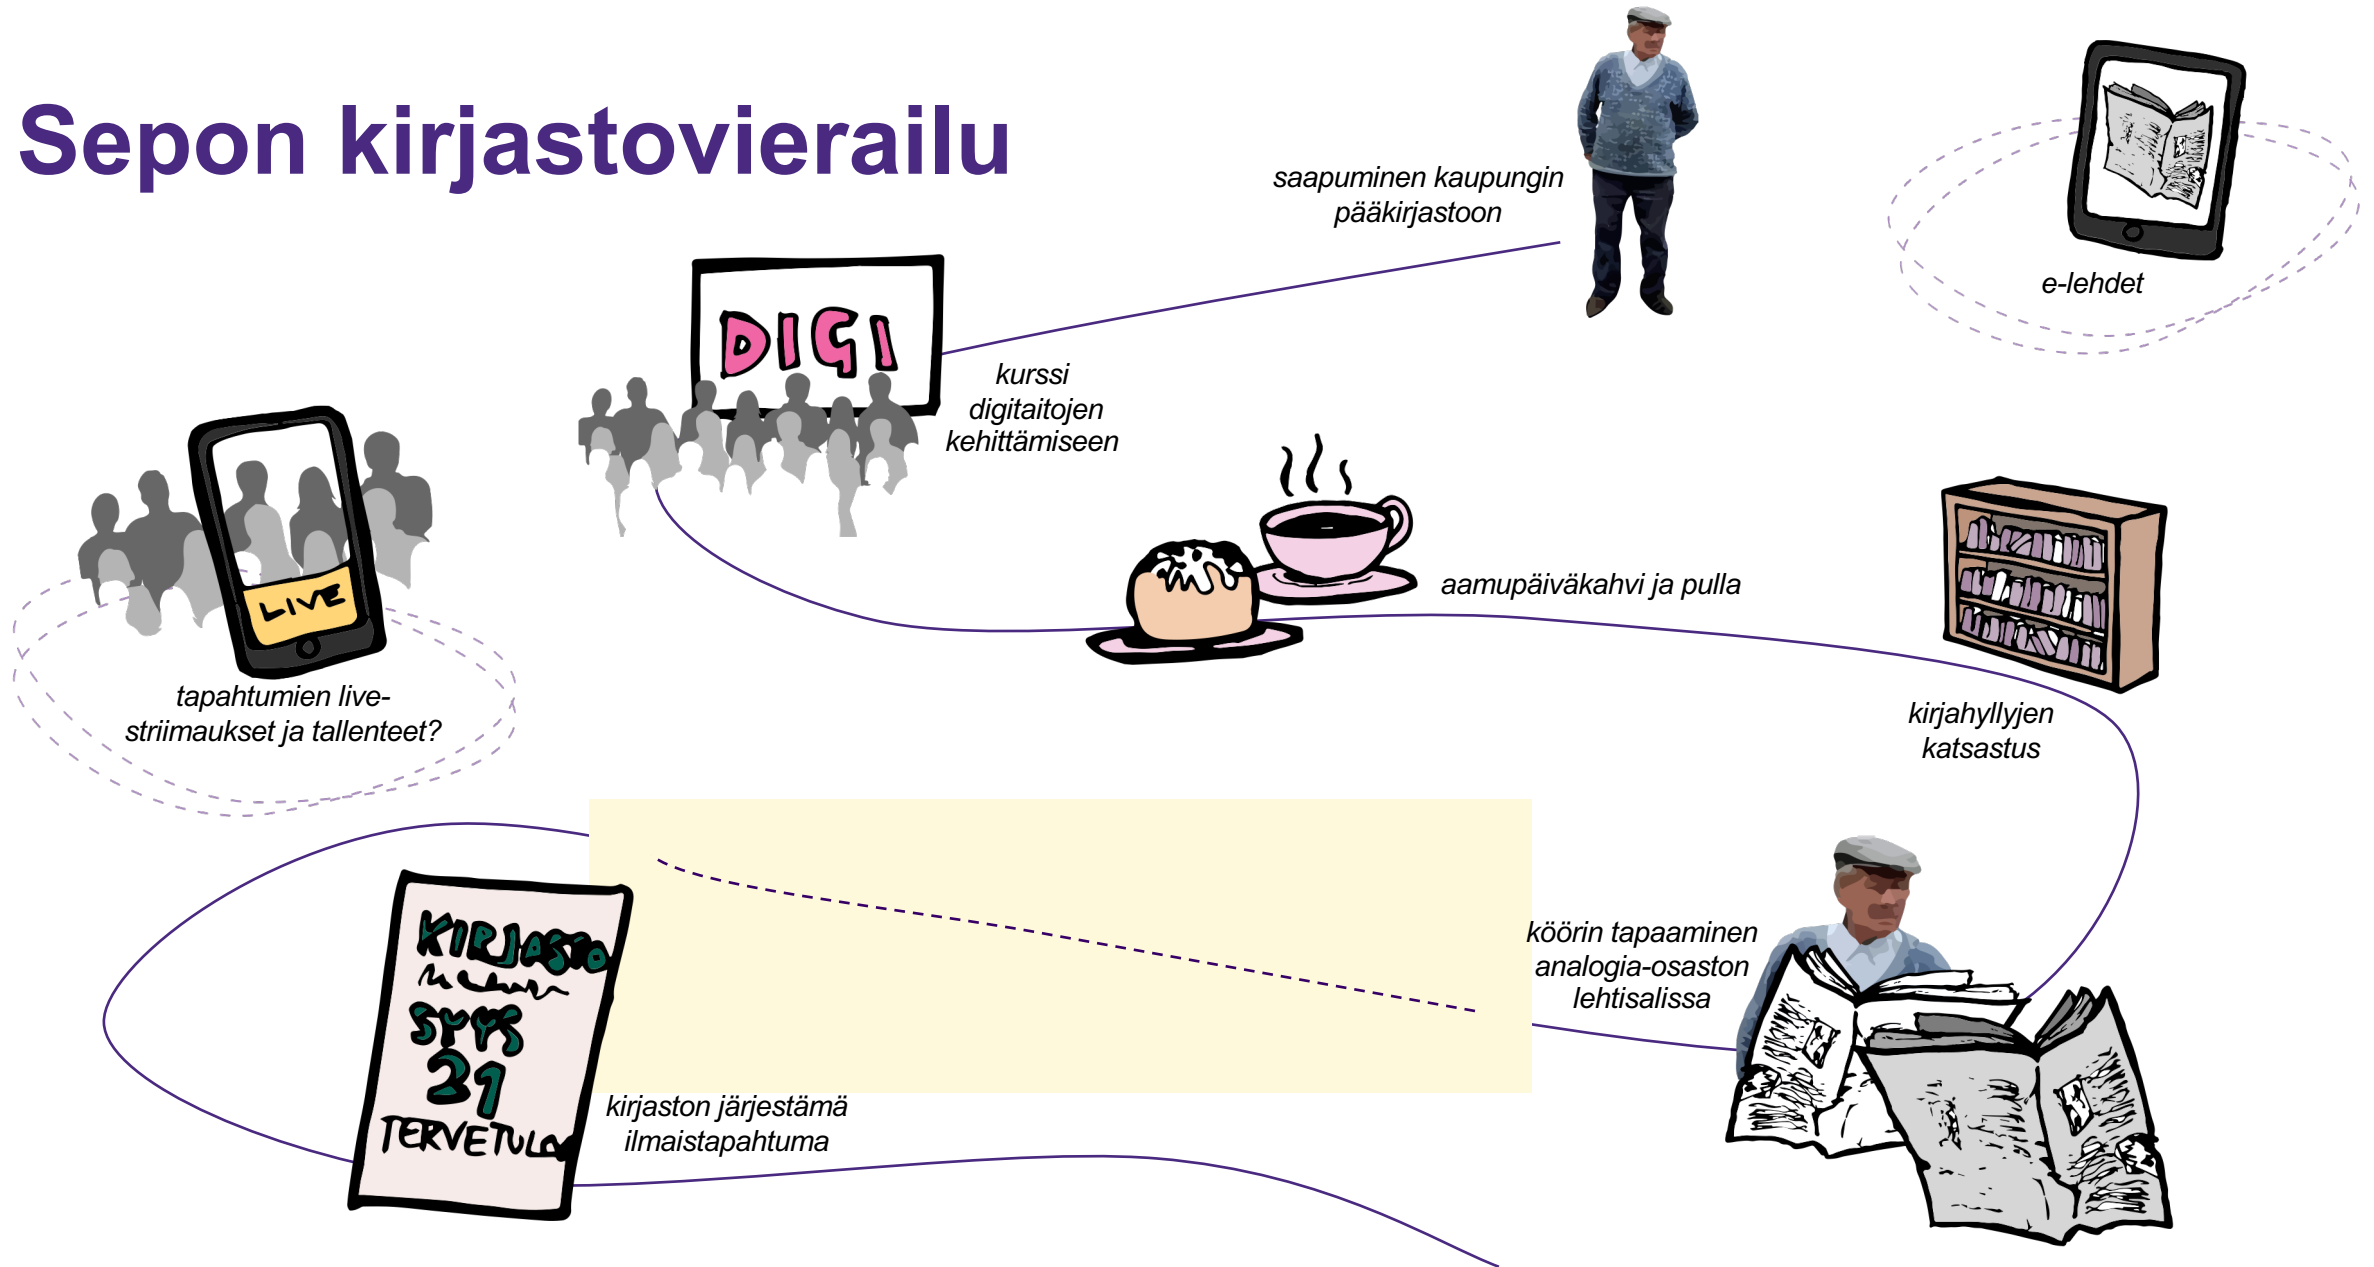 Sepon kirjastovierailu
saapuminen kaupungin
pääkirjastoon
e-lehdet
DIGI
kurssi
digitaitojen
kehittämiseen
LIVE
tapahtumien live-
striimaukset ja tallenteet?
aamupäiväkahvi ja pulla
kirjahyllyjen
katsastus
köörin tapaaminen
analogia-osaston
lehtisalissa
KIRJASTO
SYYS
21
TERVETULOA
kirjaston järjestämä
ilmaistapahtuma